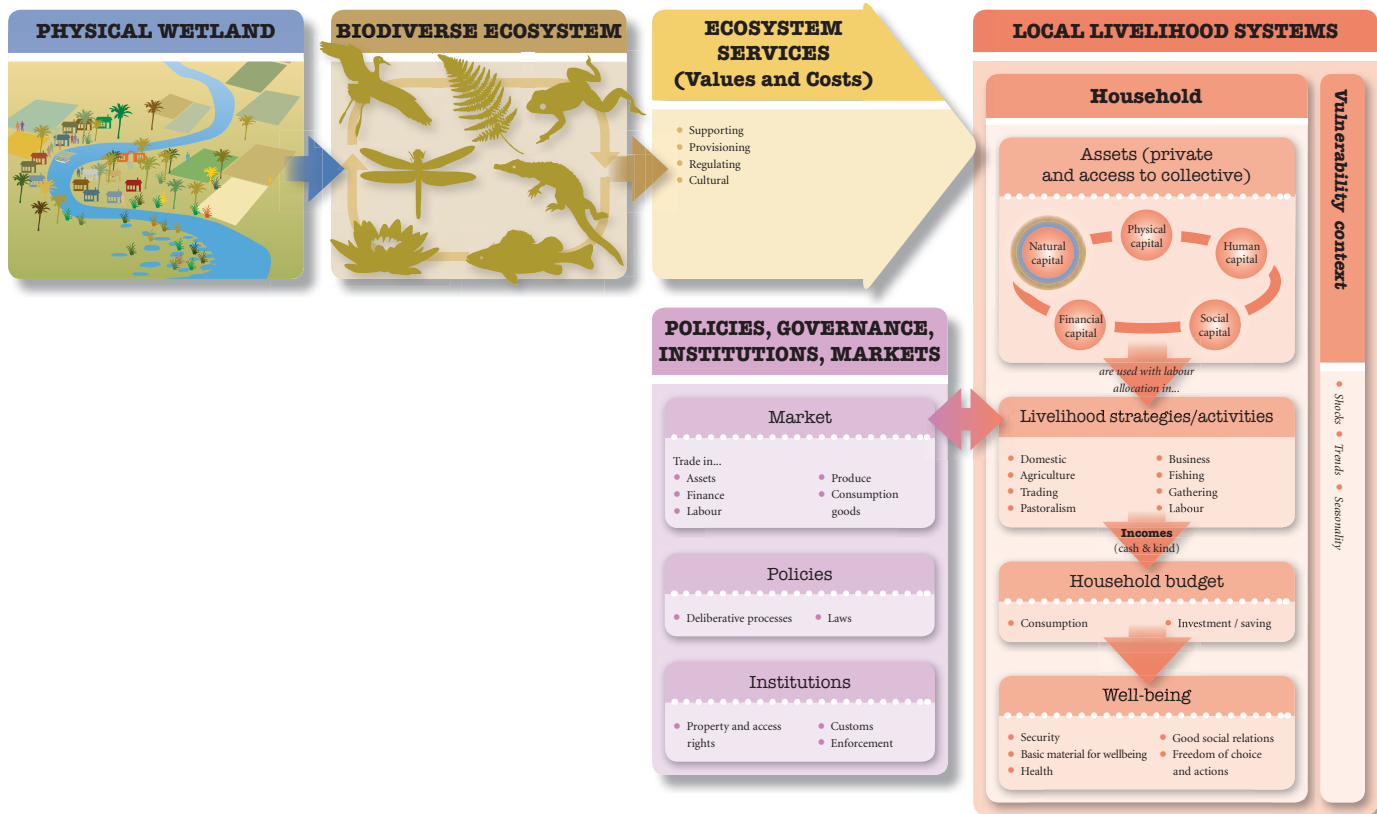 PHYSICAL WETLAND
BIODIVERSE ECOSYSTEM
ECOSYSTEM
SERVICES
(Values and Costs)
Supporting
Provisioning
Regulating
Cultural
POLICIES, GOVERNANCE,
INSTITUTIONS, MARKETS
Market
Trade in...
Assets
Finance
Labour
Produce
Consumption
goods
Policies
Deliberative processes
Laws
Institutions
Property and access
rights
Customs
Enforcement
LOCAL LIVELIHOOD SYSTEMS
Household
Assets (private
and access to collective)
Natural
capital
Physical
capital
Human
capital
Financial
capital
Social
capital
are used with labour
allocation in...
Livelihood strategies/activities
Domestic
Agriculture
Trading
Pastoralism
Business
Fishing
Gathering
Labour
Incomes
(cash & kind)
Household budget
Consumption
Investment / saving
Well-being
Security
Basic material for wellbeing
Health
Good social relations
Freedom of choice
and actions
Vulnerability context
Shocks
Trends
Seasonality